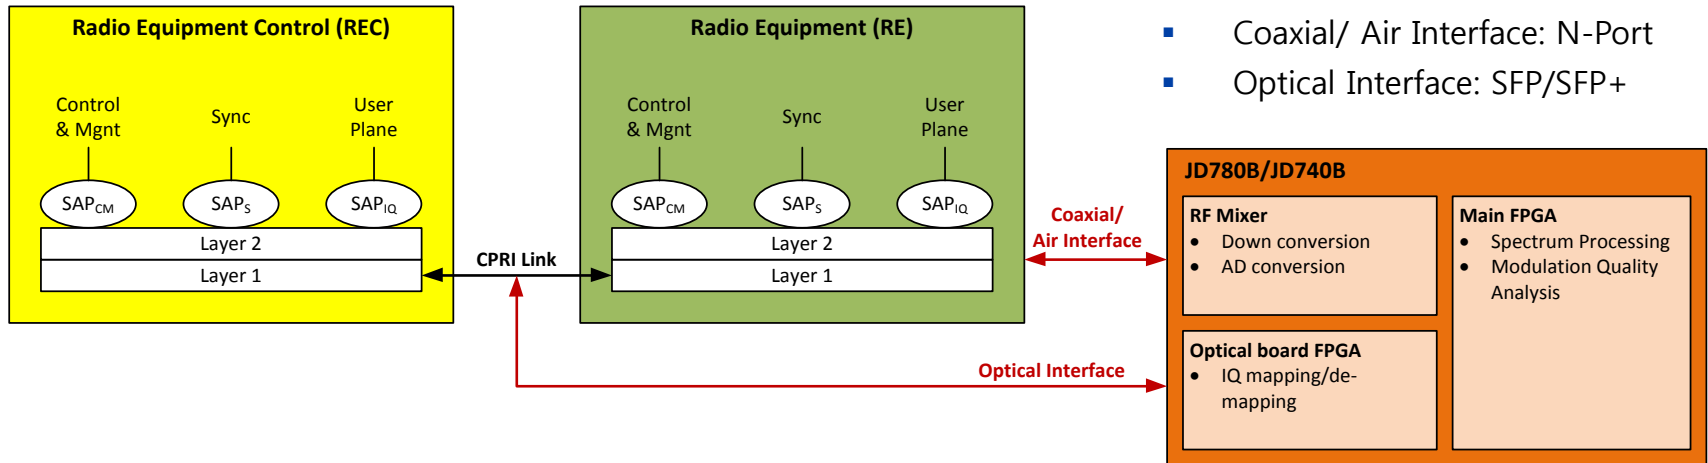 Radio Equipment Control (REC)
Control
& Mgnt
Sync
User
Plane
SAPCM
SAPS
SAPIQ
Layer 2
Layer 1
CPRI Link
Radio Equipment (RE)
Control
& Mgnt
Sync
User
Plane
SAPCM
SAPS
SAPIQ
Layer 2
Layer 1
Coaxial/
Air Interface
Optical Interface
▪ Coaxial/ Air Interface: N-Port
▪ Optical Interface: SFP/SFP+
JD780B/JD740B
RF Mixer
• Down conversion
• AD conversion
Optical board FPGA
• IQ mapping/de-
mapping
Main FPGA
• Spectrum Processing
• Modulation Quality
Analysis